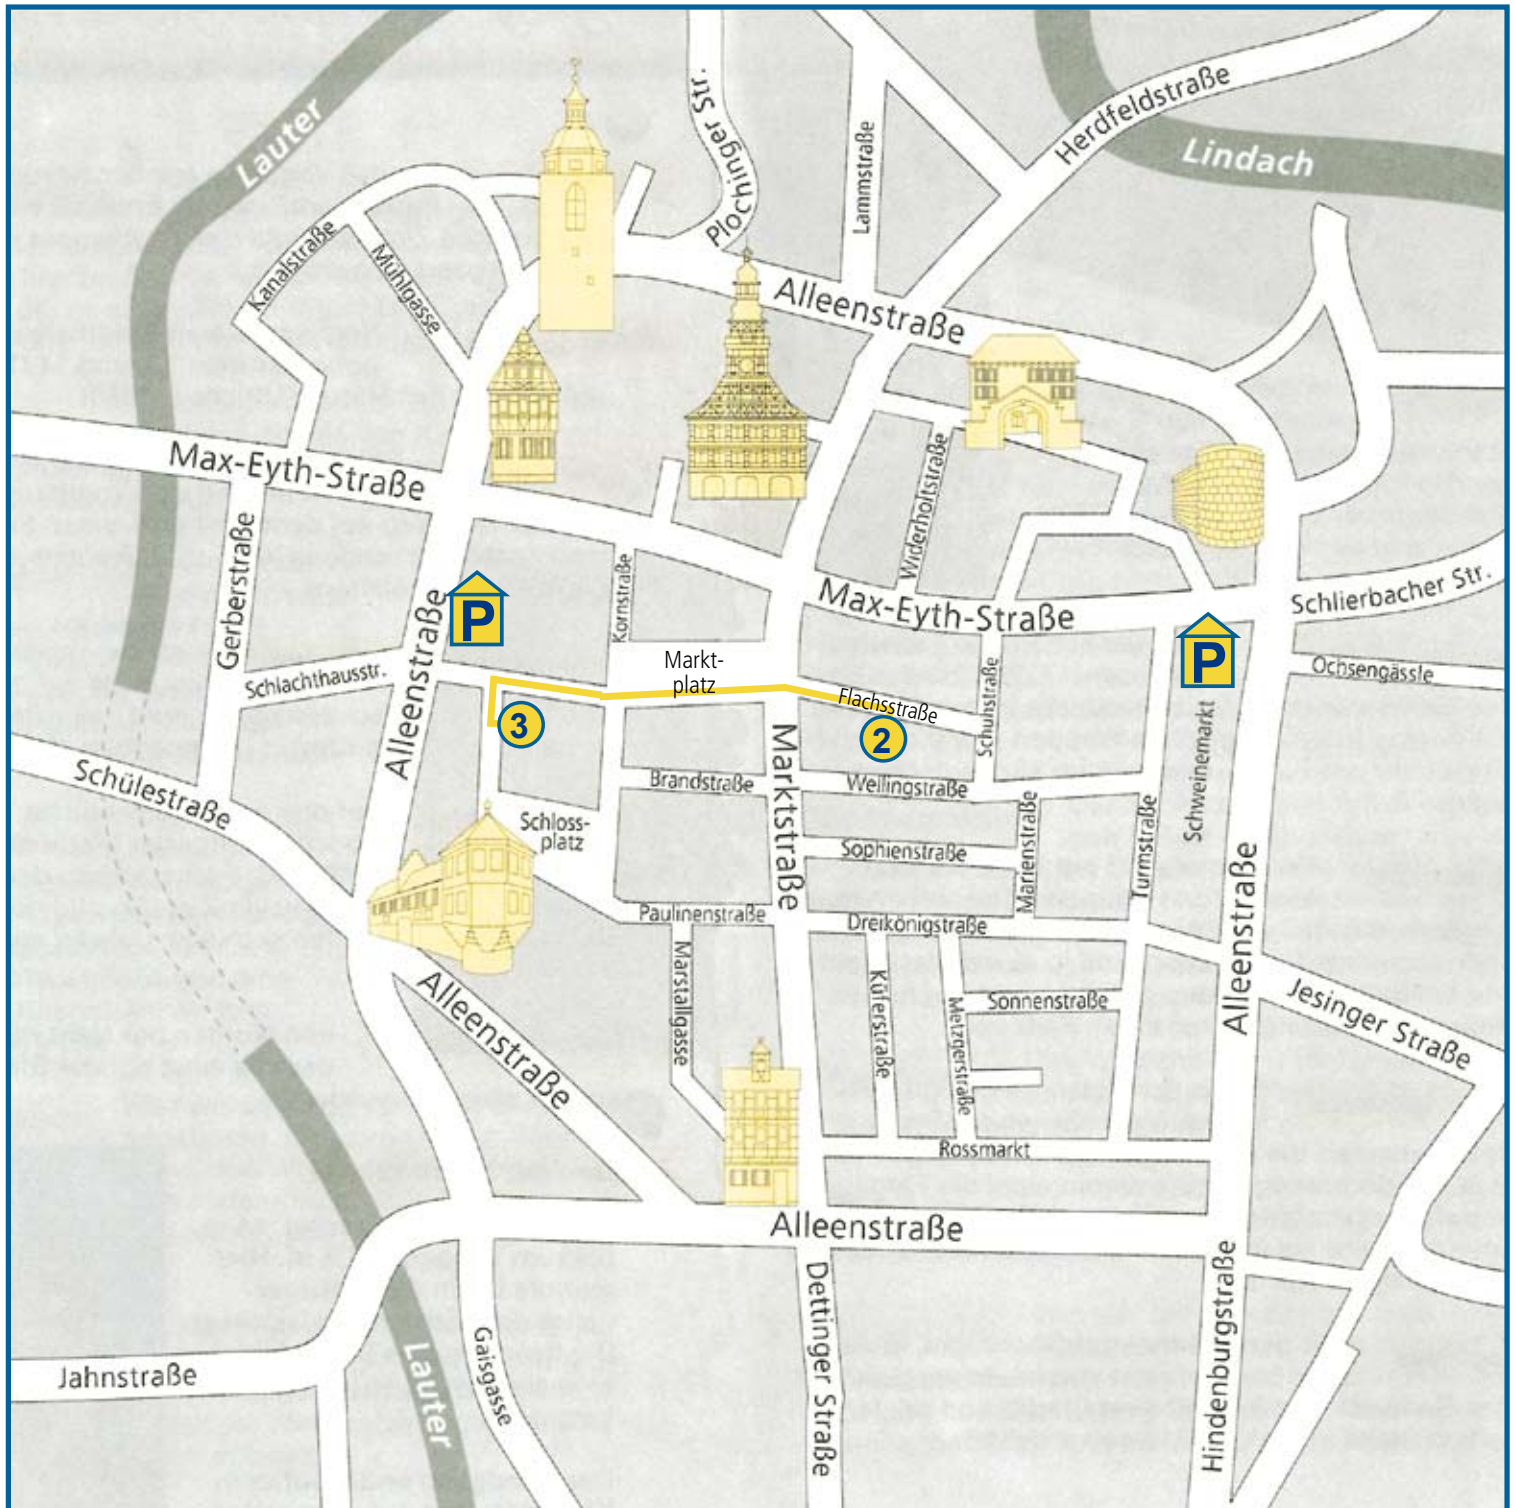 Lauter
Plochinger Str.
Lammstraße
Herdfeldstraße
Lindach
Kanalstraße
Mühlgasse
Alleenstraße
Max-Eyth-Straße
Widerholtstraße
Gerberstraße
Kornstraße
Max-Eyth-Straße
Schlierbacher Str.
P
P
Alleenstraße
Schlachthausstr.
Markt-
platz
Ochsengässle
Flachsstraße
Schuhstraße
3
2
Schülestraße
Brandstraße
Marktstraße
Wellingstraße
Schweinemarkt
Schloss-
platz
Sophienstraße
Marienstraße
Turmstraße
Paulinenstraße
Dreikönigstraße
Alleenstraße
Marstallgasse
Küferstraße
Metzgerstraße
Sonnenstraße
Jesinger Straße
Alleenstraße
Rossmarkt
Alleenstraße
Dettinger Straße
Hindenburgstraße
Jahnstraße
Lauter
Gaisgasse